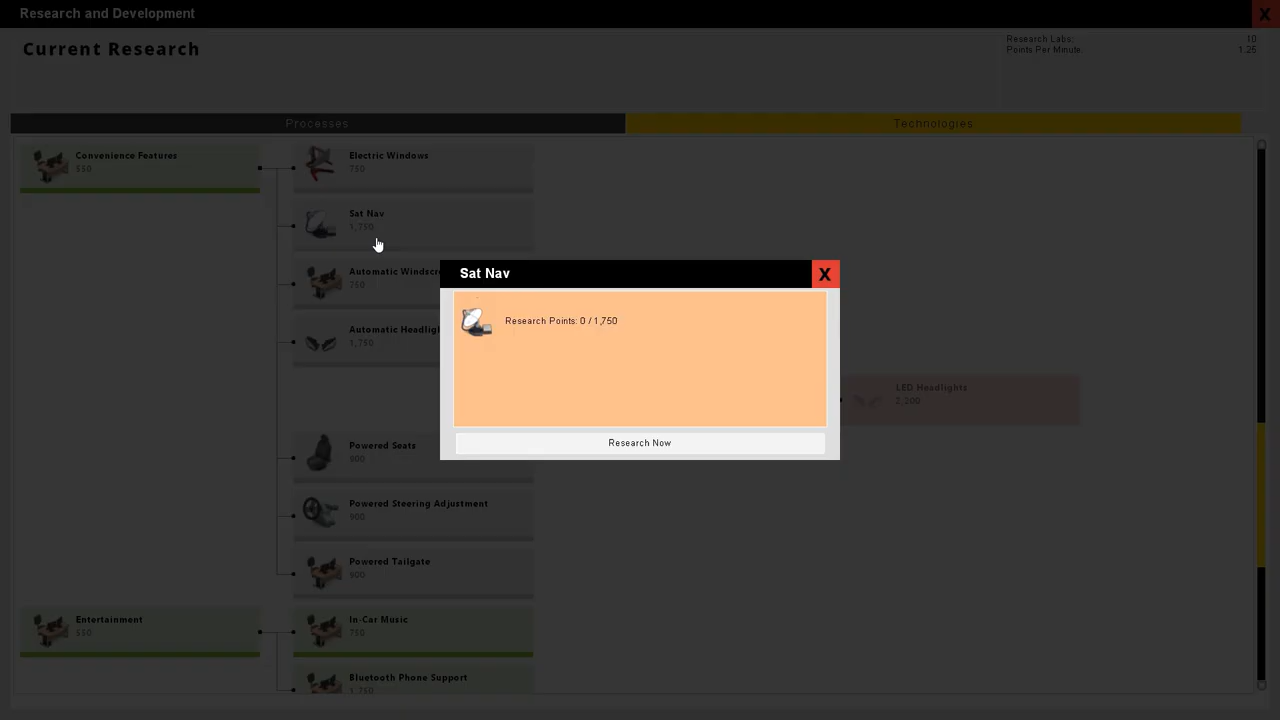 Research and Development
X
Current Research
Research Labs: 10
Points Per Minute: 1.25
Processes
Technologies
Convenience Features
550
Electric Windows
750
Sat Nav
1,750
Automatic Windscre
750
Automatic Headligh
1,750
Sat Nav
X
Research Points: 0 / 1,750
Research Now
LED Headlights
2,200
Powered Seats
Powered Steering Adjustment
900
Powered Tailgate
900
Entertainment
550
In-Car Music
750
Bluetooth Phone Support
1,750